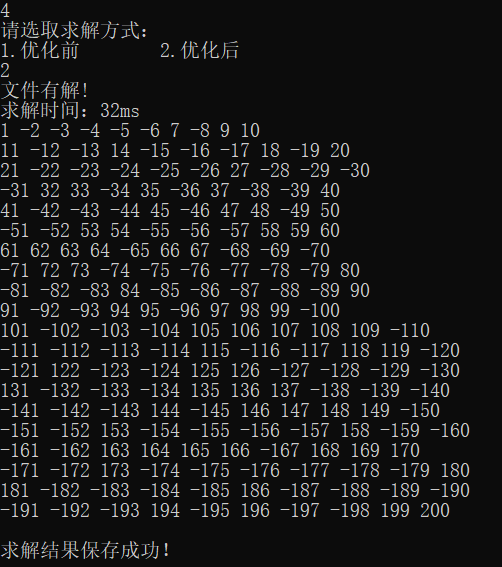 4
请选取求解方式:
1.优化前        2.优化后
2
文件有解!
求解时间: 32ms
1 -2 -3 -4 -5 -6 7 -8 9 10
11 -12 -13 14 -15 -16 -17 18 -19 20
21 -22 -23 -24 -25 -26 27 -28 -29 -30
-31 32 33 -34 35 -36 37 -38 -39 40
41 -42 -43 -44 45 -46 47 48 -49 50
-51 -52 53 54 -55 -56 -57 58 59 60
61 62 63 64 -65 66 67 -68 -69 -70
-71 72 73 -74 -75 -76 -77 -78 -79 80
-81 -82 -83 84 -85 -86 -87 -88 -89 90
91 -92 -93 94 95 -96 97 98 99 -100
101 -102 -103 -104 105 106 107 108 109 -110
-111 -112 -113 -114 115 -116 -117 118 119 -120
-121 122 -123 -124 125 126 -127 -128 -129 -130
131 -132 -133 -134 135 136 137 -138 -139 -140
-141 -142 -143 144 -145 146 147 148 149 -150
-151 -152 153 -154 -155 -156 -157 158 -159 -160
-161 -162 163 164 165 166 -167 168 169 170
-171 -172 173 -174 -175 -176 -177 -178 -179 180
181 -182 -183 -184 -185 186 -187 -188 -189 -190
-191 -192 -193 194 -195 196 -197 -198 199 200
求解结果保存成功!